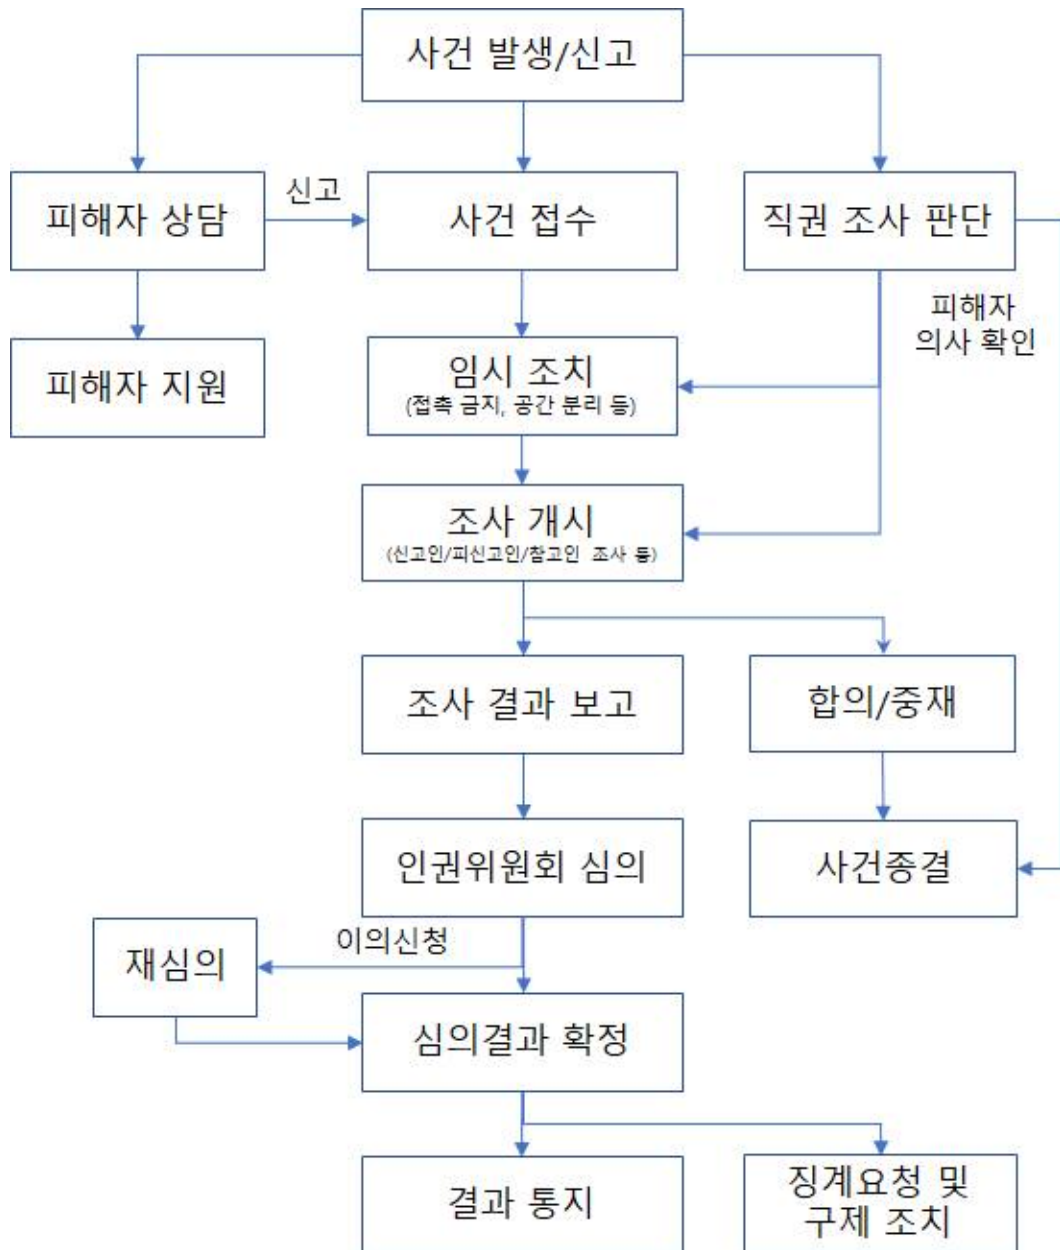 사건 발생/신고
피해자 상담
신고
사건 접수
직권 조사 판단
피해자
의사 확인
피해자 지원
임시 조치
(접촉 금지, 공간 분리 등)
조사 개시
(신고인/피신고인/참고인 조사 등)
조사 결과 보고
합의/중재
인권위원회 심의
사건종결
재심의
이의신청
심의결과 확정
결과 통지
징계요청 및
구제 조치